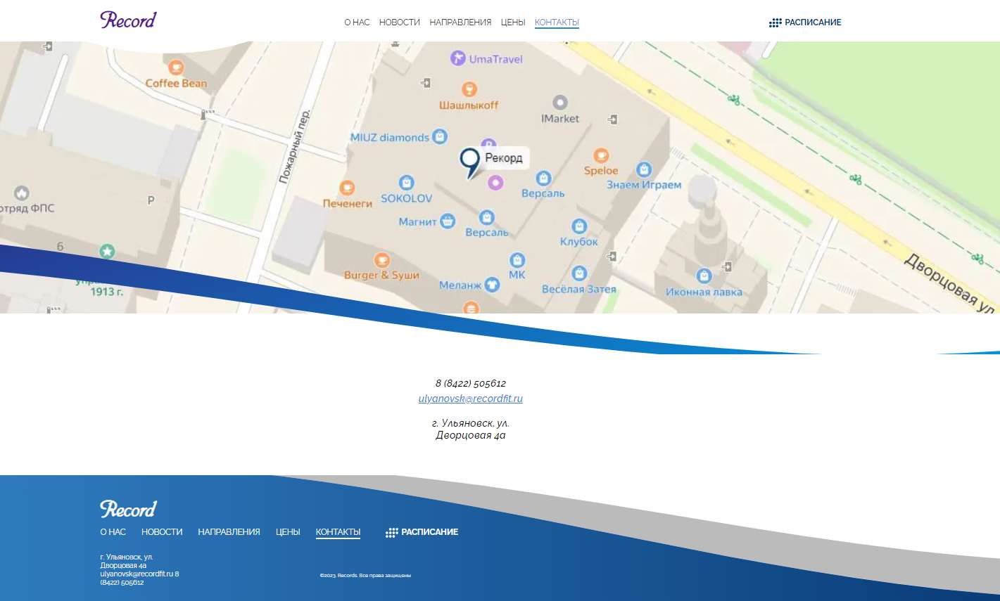 Record
О НАС НОВОСТИ НАПРАВЛЕНИЯ ЦЕНЫ КОНТАКТЫ
РАСПИСАНИЕ
UmaTravel
Coffee Bean
Шашлыкoff
IMarket
Пожарный пер.
MIUZ diamonds
Рекорд
Speloe
Знаем Играем
Версаль
SOKOLOV
Печенеги
отряд ФПС
P
Магнит
Версаль
Клубок
6
Burger & Sуши
МК
Меланж
Весёлая Затея
Иконная лавка
Дворцовая ул
1913 г.
8 (8422) 505612
ulyanovsk@recordfit.ru
г. Ульяновск, ул.
Дворцовая 4а
Record
О НАС НОВОСТИ НАПРАВЛЕНИЯ ЦЕНЫ КОНТАКТЫ РАСПИСАНИЕ
г. Ульяновск, ул.
Дворцовая 4а
ulyanovsk@recordfit.ru 8
(8422) 505612
©2023, Records. Все права защищены